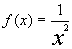 f(x) = 1/x²